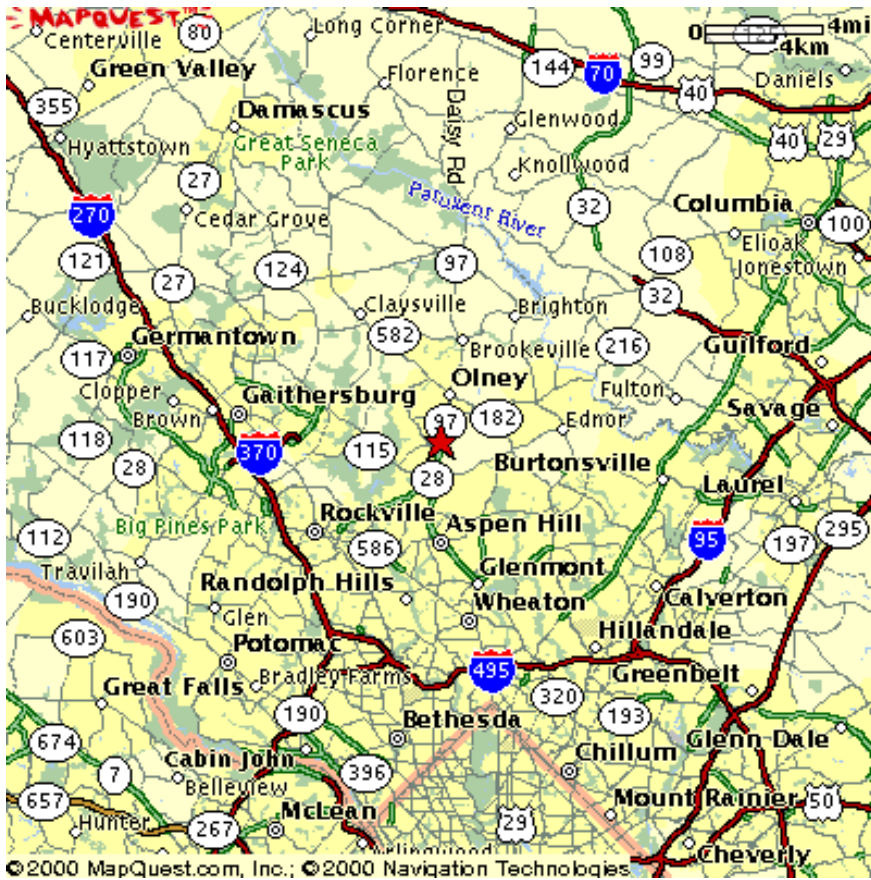 MAPQUEST
Long Corner
0 4mi
4km
Centerville
80
125
Green Valley
Florence
144
70
99
Daniels
355
40
Damascus
Daisy Rd
Glenwood
Hyattstown
Great Seneca
Park
40
29
Knollwood
27
Patuxent River
270
Cedar Grove
32
Columbia
100
Elioak
121
108
Jonestown
97
27
124
32
Bucklodge
Claysville
Brighton
582
Germantown
Brookeville
216
Guilford
117
Olney
Clopper
Gaithersburg
Fulton
Brown
97
182
Savage
Ednor
118
370
115
28
28
Burtonsville
Laurel
Big Pines Park
Rockville
Aspen Hill
295
112
586
95
197
Travilah
Glenmont
190
Randolph Hills
Calverton
Glen
Wheaton
603
Hillandale
Potomac
495
Greenbelt
Great Falls
Bradley Farms
320
190
193
674
Bethesda
Glenn Dale
Cabin John
Chillum
7
396
Belleview
657
Mount Rainier
50
Hunter
267
McLean
29
Cheverly
©2000 MapQuest.com, Inc.; ©2000 Navigation Technologies